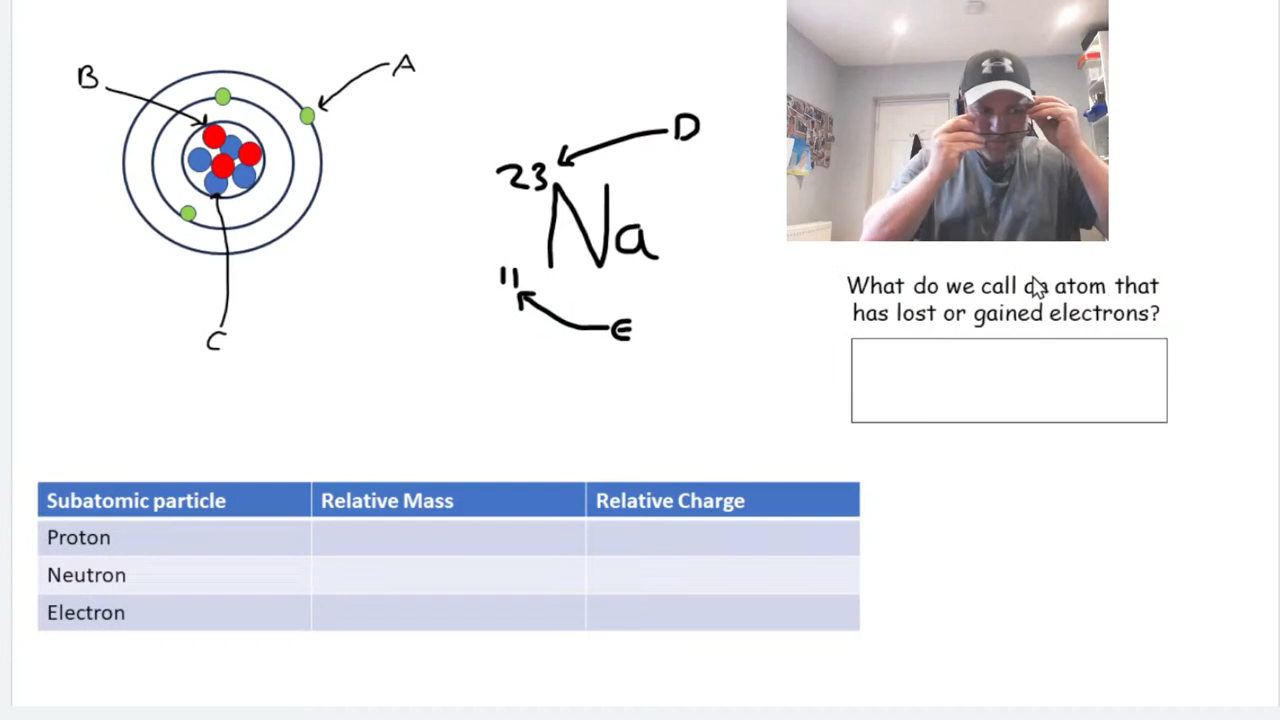 B
A
C
D
23
Na
11
E
What do we call atom that
has lost or gained electrons?
Subatomic particle Relative Mass Relative Charge
Proton
Neutron
Electron